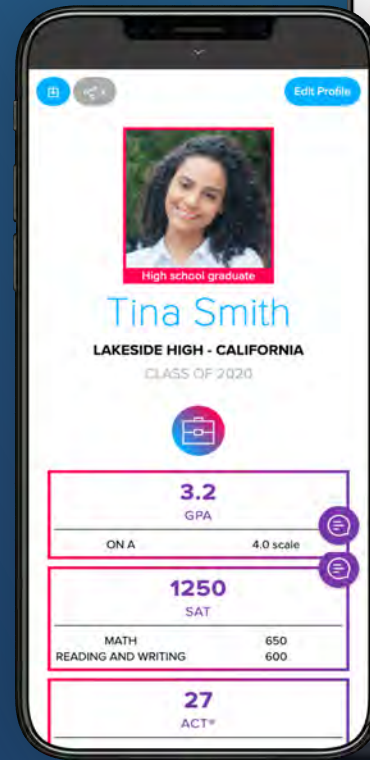 Edit Profile
High school graduate
Tina Smith
LAKESIDE HIGH - CALIFORNIA
CLASS OF 2020
3.2
GPA
ON A 4.0 scale
1250
SAT
MATH 650
READING AND WRITING 600
27
ACT®